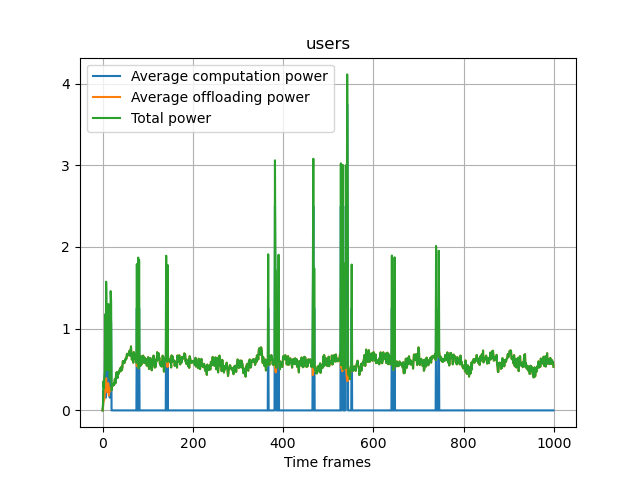 users
Average computation power
Average offloading power
Total power
4
3
2
1
0
0 200 400 600 800 1000
Time frames